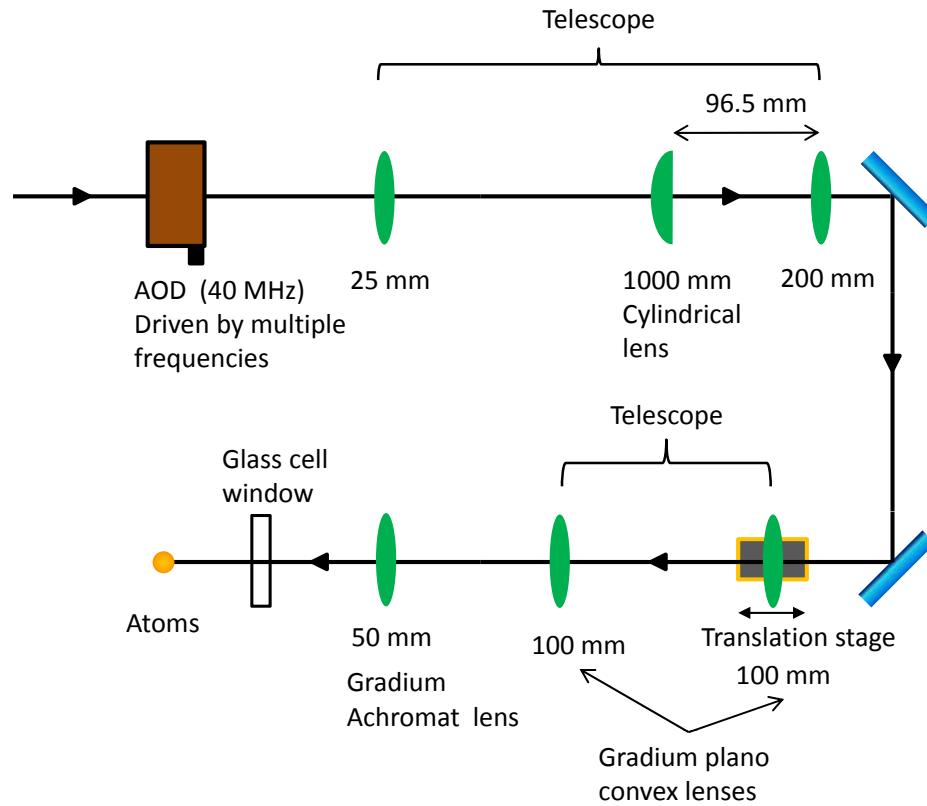 Telescope
96.5 mm
25 mm
1000 mm
Cylindrical
lens
200 mm
AOD  (40 MHz)
Driven by multiple
frequencies
Telescope
Glass cell
window
Atoms
50 mm
Gradium
Achromat  lens
100 mm
Translation stage
100 mm
Gradium plano
convex lenses